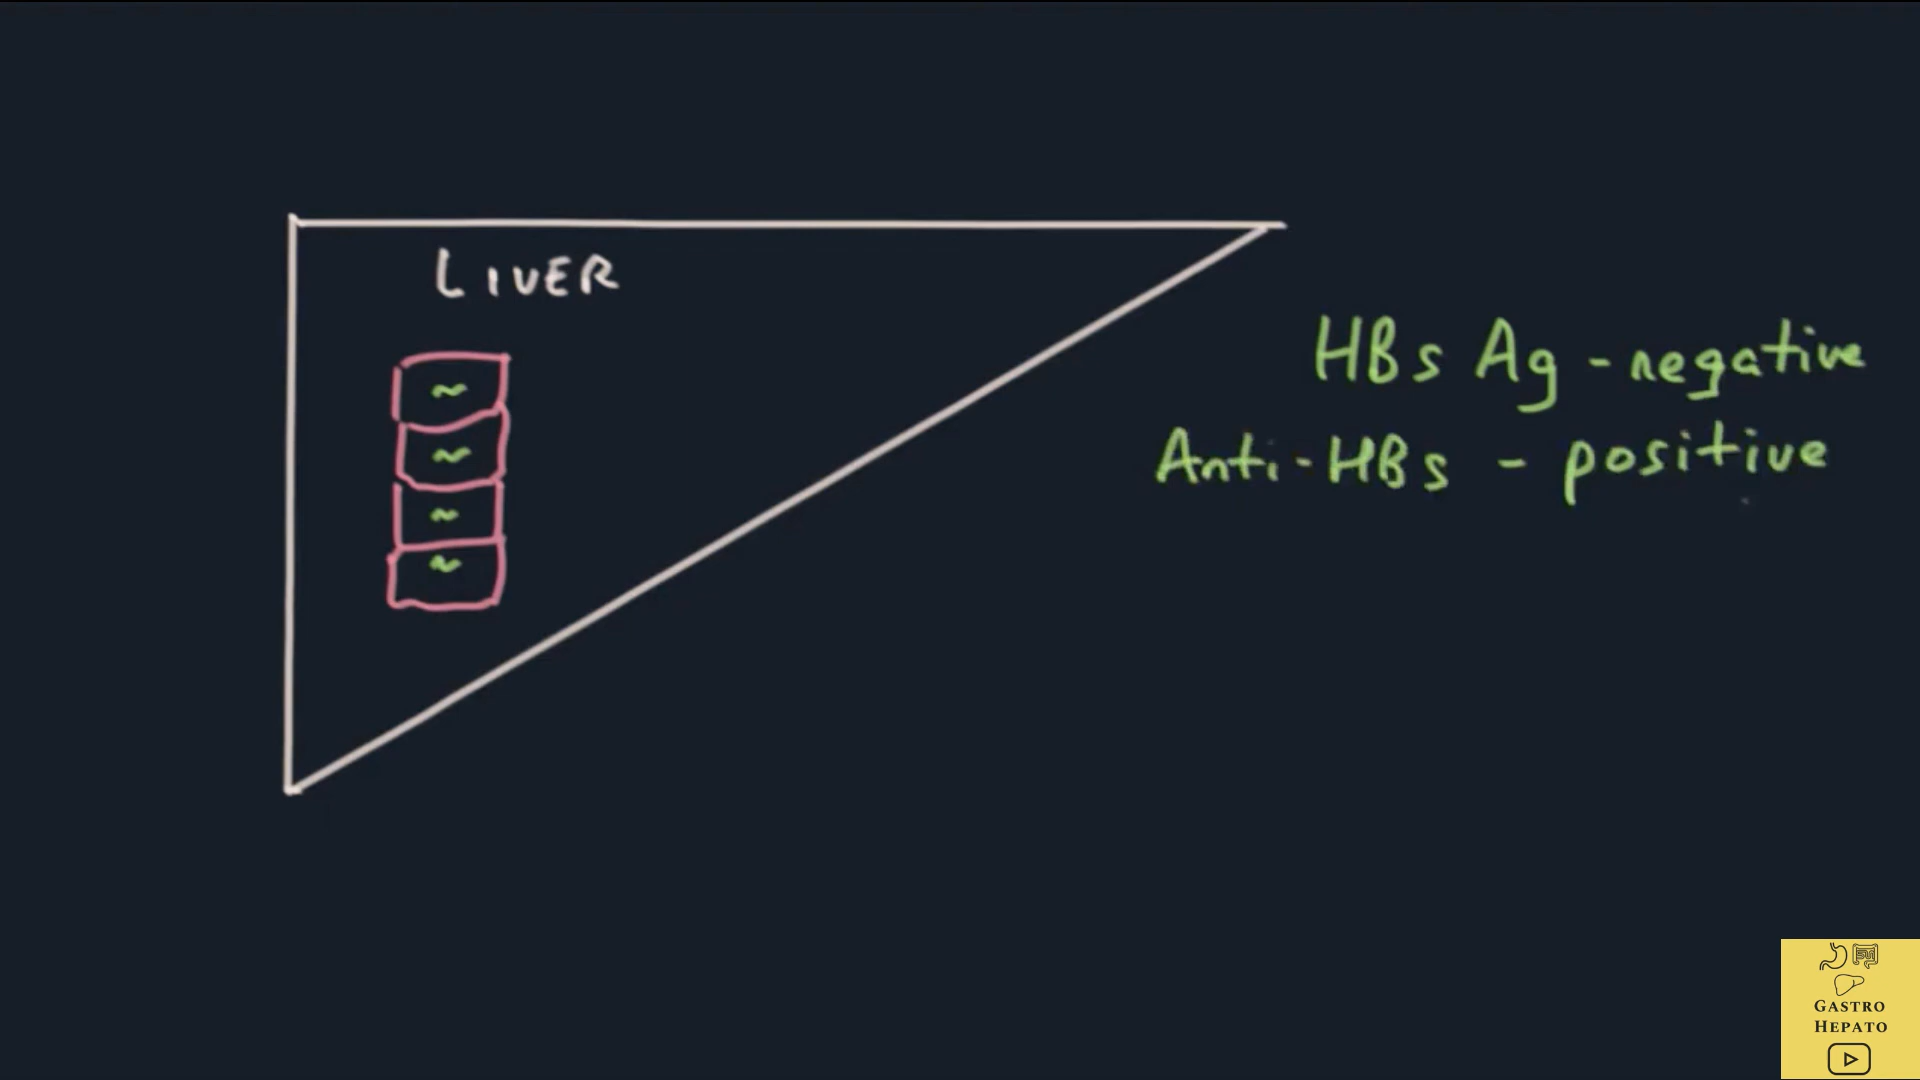 LIVER
HBs Ag - negative
Anti-HBs - positive
GASTRO
HEPATO